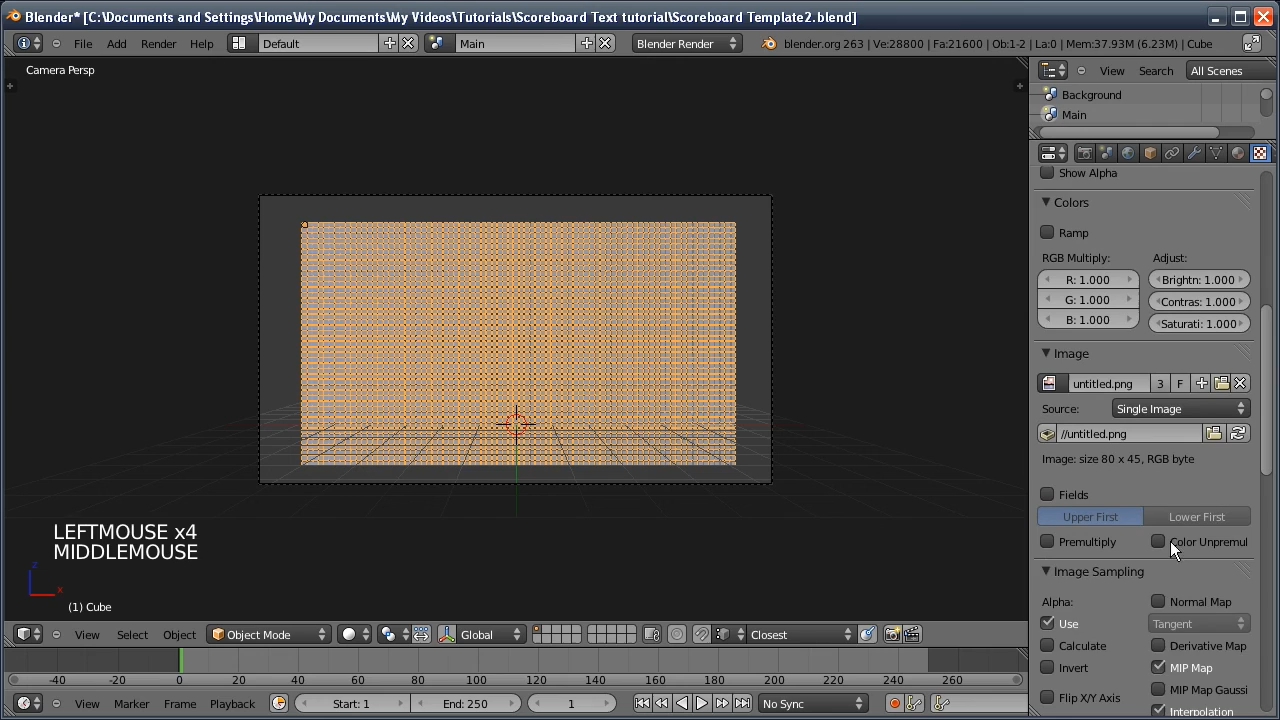 Blender* [C:\Documents and Settings\Home\My Documents\My Videos\Tutorials\Scoreboard Text tutorial\Scoreboard Template2.blend]
File Add Render Help Default Main Blender Render blender.org 263 | Ve:28800 | Fa:21600 | Ob:1-2 | La:0 | Mem:37.93M (6.23M) | Cube
Camera Persp
View Search All Scenes
Background
Main
Show Alpha
Colors
Ramp
RGB Multiply: Adjust:
R: 1.000 Brightn: 1.000
G: 1.000 Contras: 1.000
B: 1.000 Saturati: 1.000
Image
untitled.png 3 F
Source: Single Image
//untitled.png
Image: size 80 x 45, RGB byte
Fields
Upper First Lower First
Premultiply Color Unpremul
Image Sampling
Alpha: Normal Map
Use Tangent
Calculate Derivative Map
Invert MIP Map
MIP Map Gaussi
Flip X/Y Axis
Interpolation
LEFTMOUSE x4
MIDDLEMOUSE
z
x
(1) Cube
View Select Object Object Mode Global Closest
-40 -20 0 20 40 60 80 100 120 140 160 180 200 220 240 260
View Marker Frame Playback Start: 1 End: 250 1 No Sync